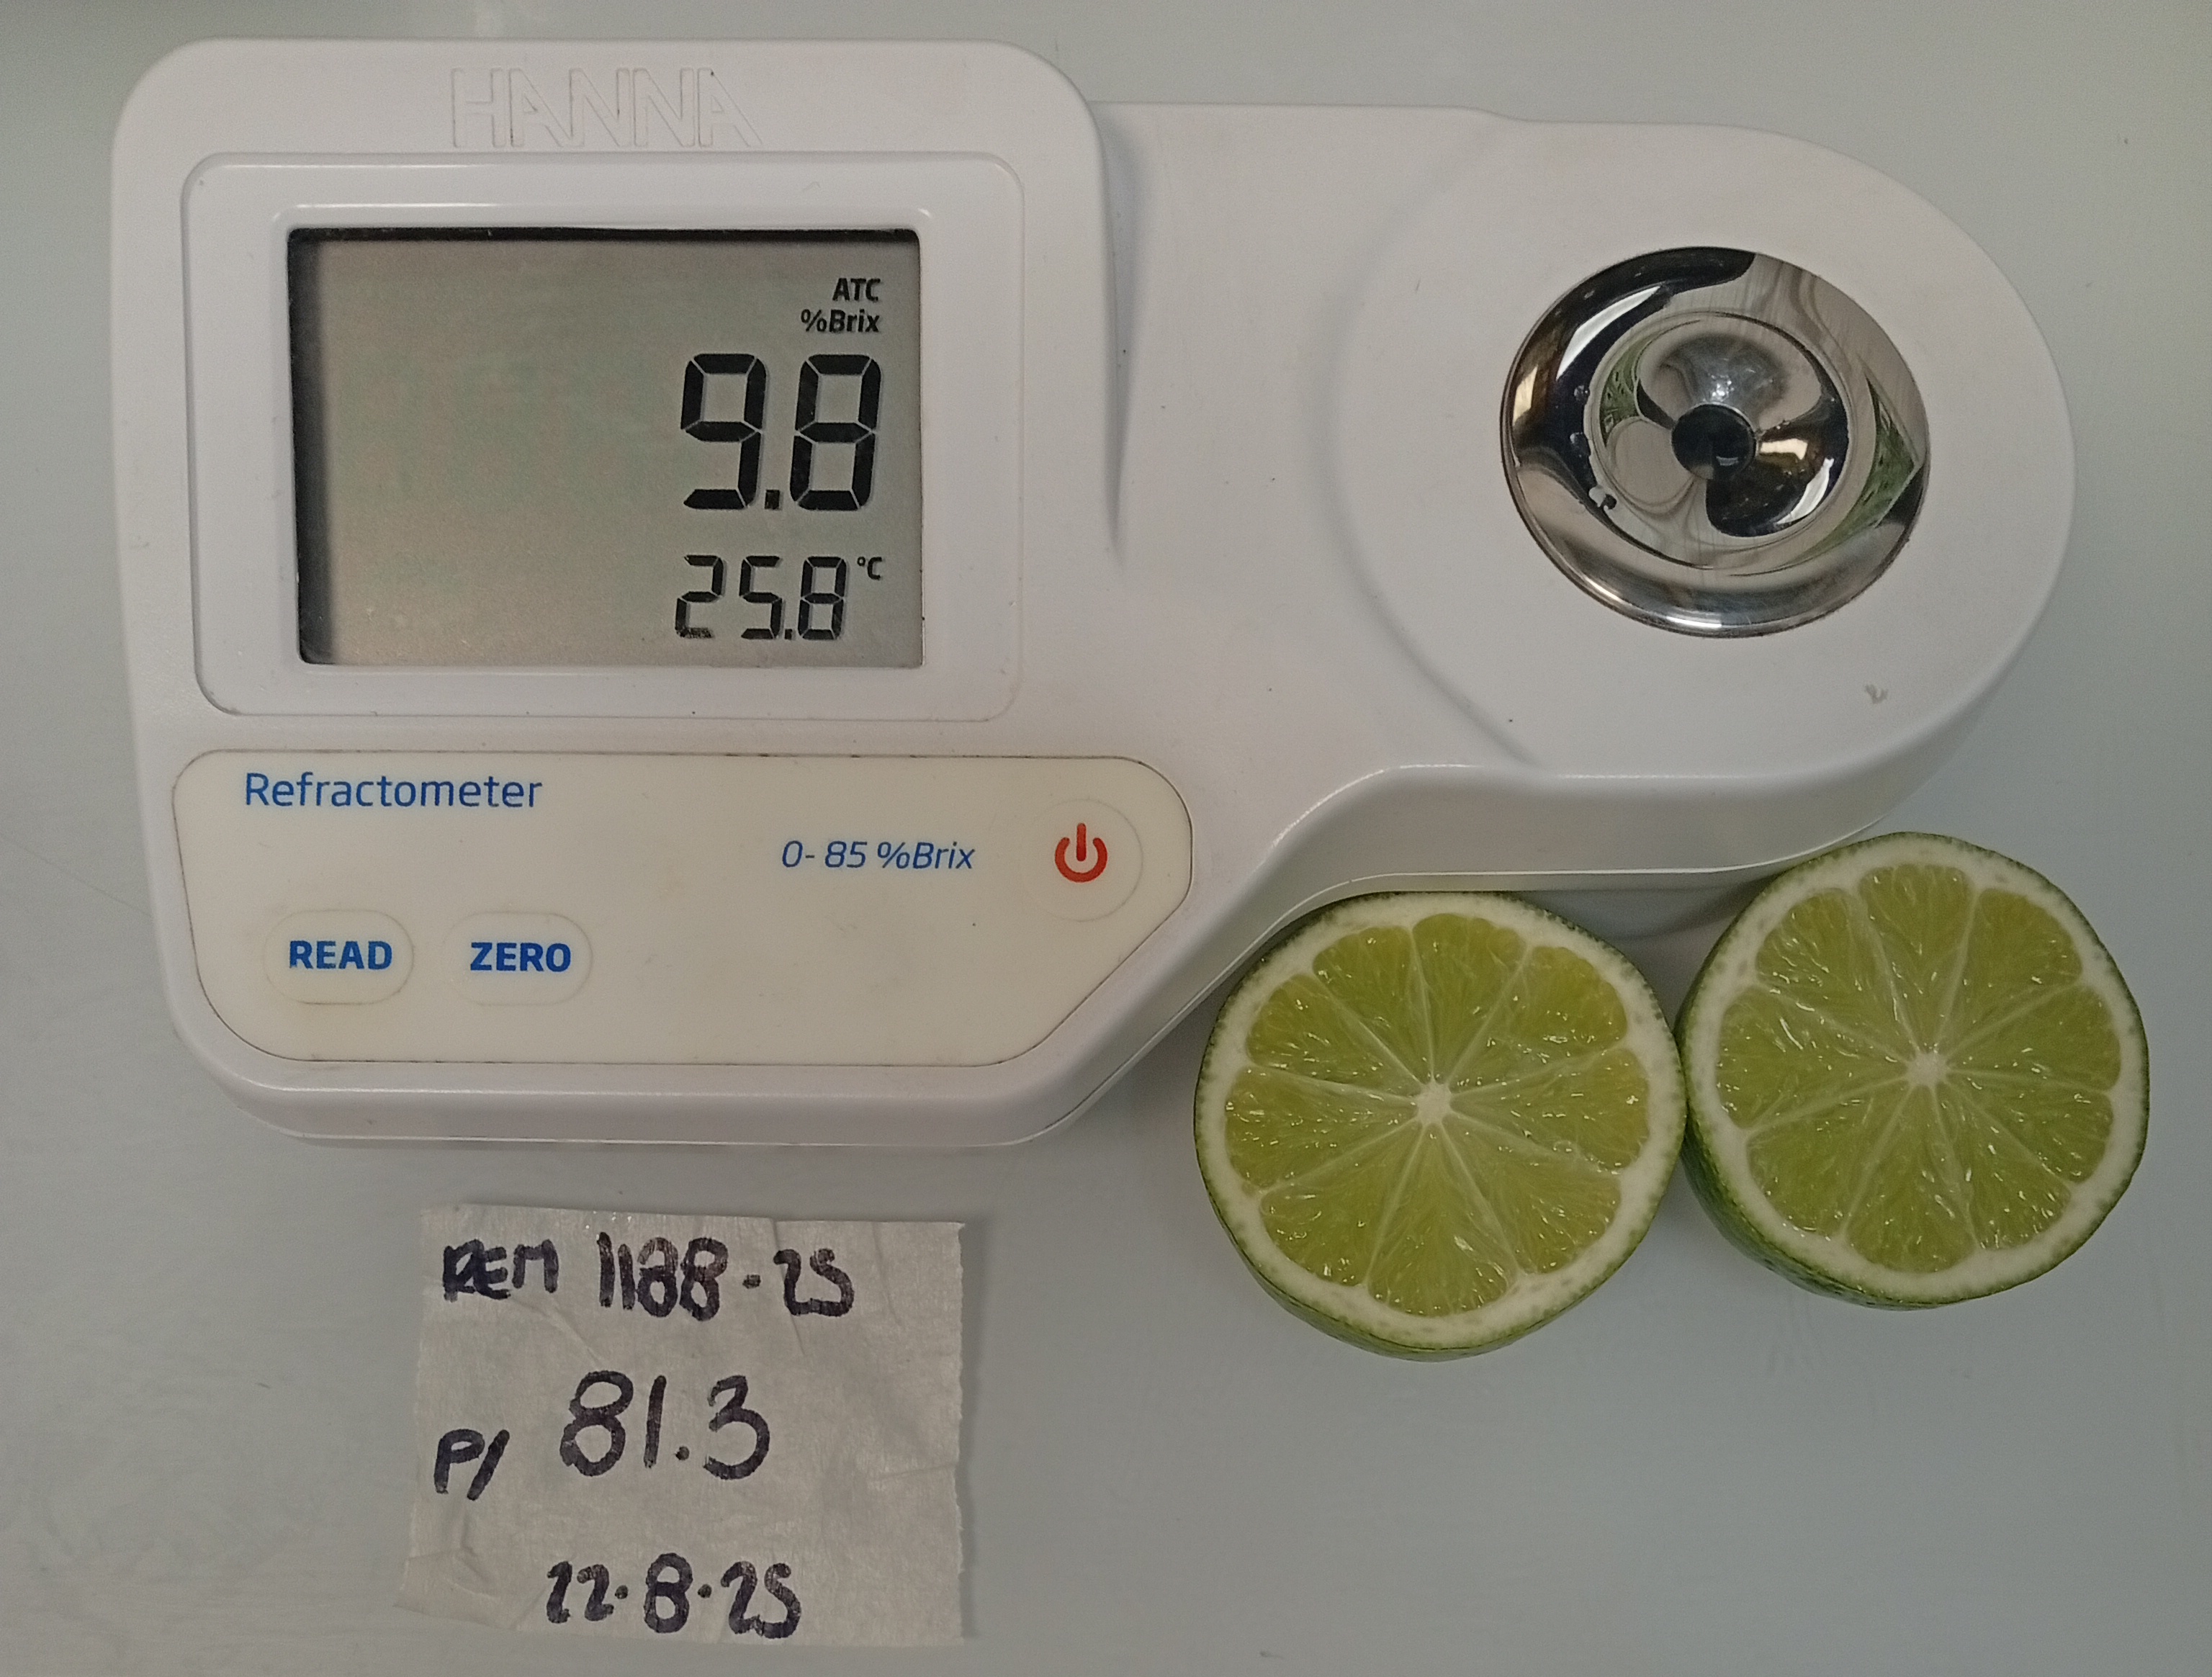 HANNA
ATC
%Brix
9.8
25.8 °C
Refractometer
0-85 %Brix
READ
ZERO
REM 1188-25
P/ 81.3
22.8.25